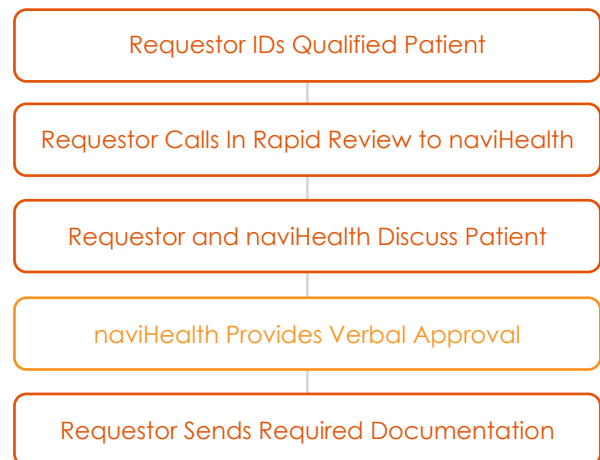 Requestor IDs Qualified Patient
Requestor Calls In Rapid Review to naviHealth
Requestor and naviHealth Discuss Patient
naviHealth Provides Verbal Approval
Requestor Sends Required Documentation